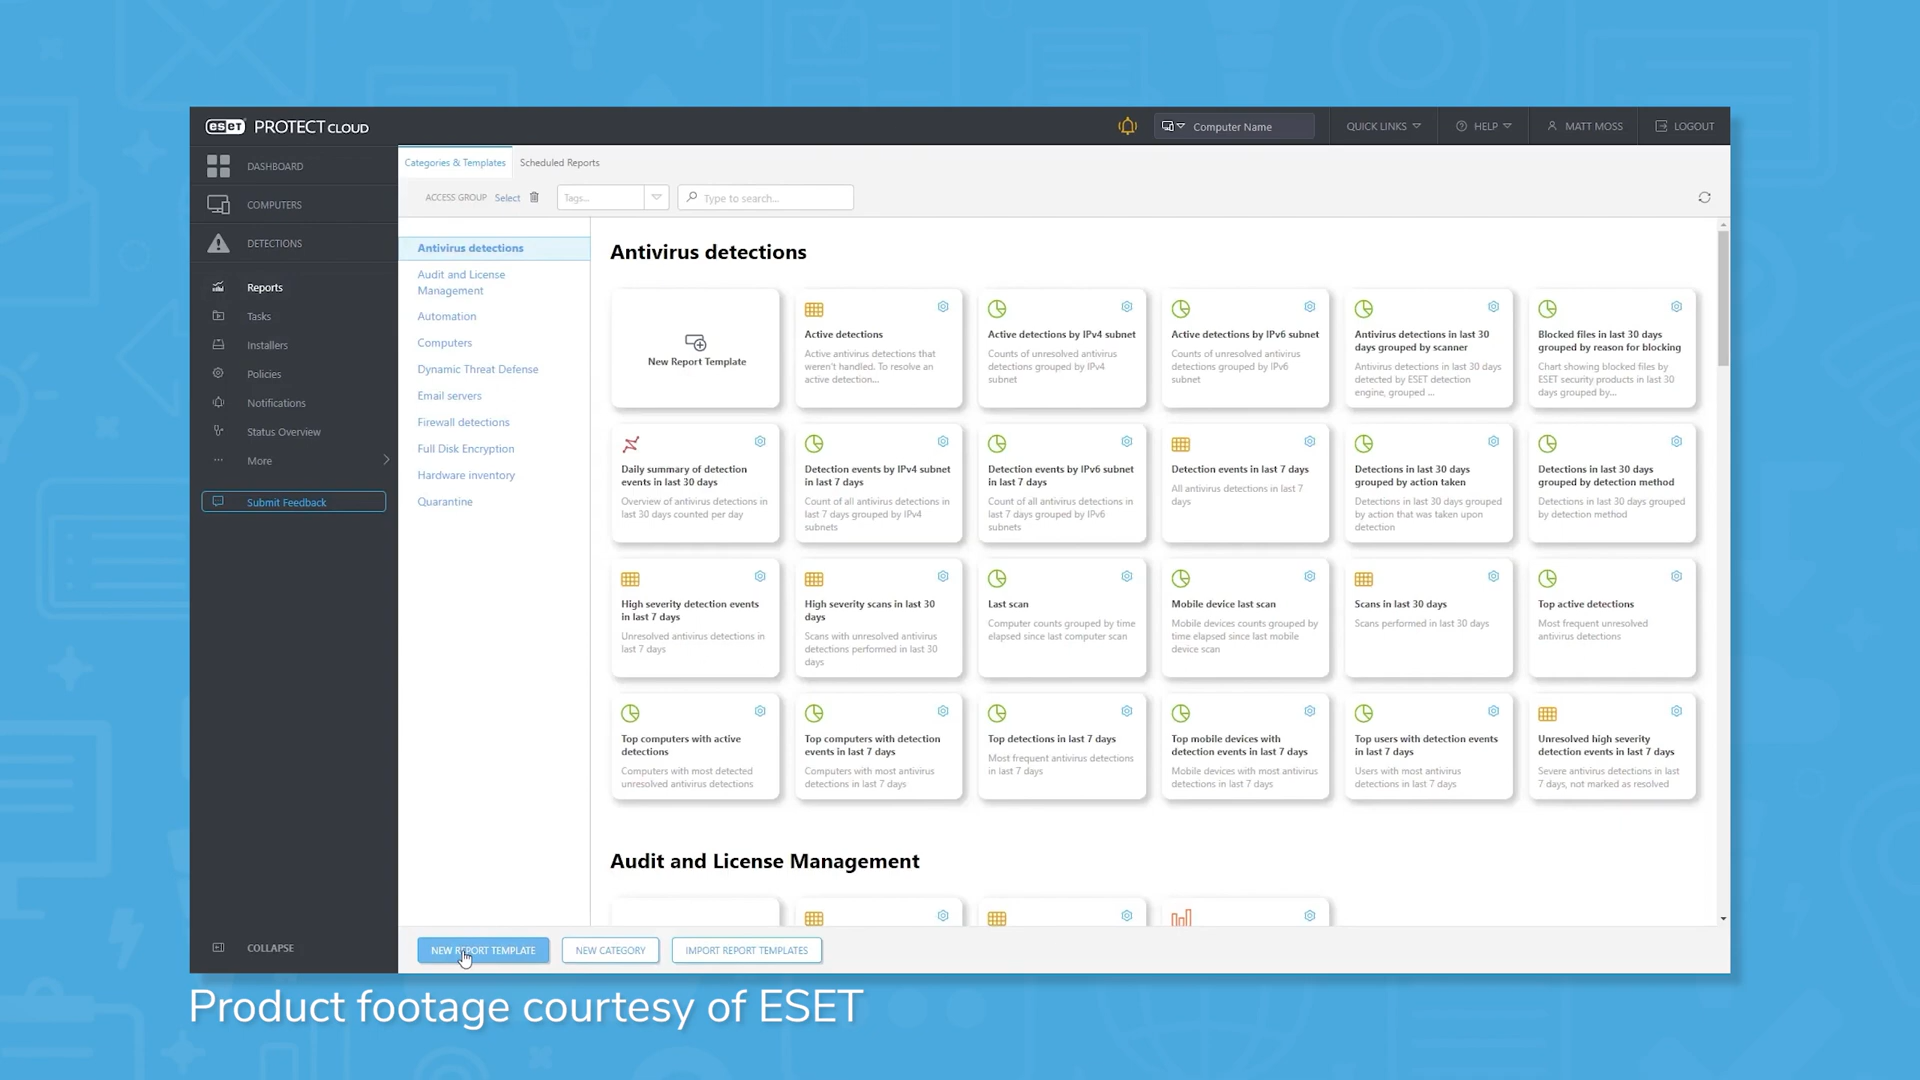 eseT PROTECT CLOUD
Computer Name
QUICK LINKS
HELP
MATT MOSS
LOGOUT
DASHBOARD
COMPUTERS
DETECTIONS
Reports
Tasks
Installers
Policies
Notifications
Status Overview
More
Submit Feedback
COLLAPSE
Categories & Templates
Scheduled Reports
ACCESS GROUP Select
Tags...
Type to search...
Antivirus detections
Audit and License
Management
Automation
Computers
Dynamic Threat Defense
Email servers
Firewall detections
Full Disk Encryption
Hardware inventory
Quarantine
Antivirus detections
New Report Template
Active detections
Active antivirus detections that
weren't handled. To resolve an
active detection...
Active detections by IPv4 subnet
Counts of unresolved antivirus
detections grouped by IPv4
subnet
Active detections by IPv6 subnet
Counts of unresolved antivirus
detections grouped by IPv6
subnet
Antivirus detections in last 30
days grouped by scanner
Antivirus detections in last 30 days
detected by ESET detection
engine, grouped ...
Blocked files in last 30 days
grouped by reason for blocking
Chart showing blocked files by
ESET security products in last 30
days grouped by...
Daily summary of detection
events in last 30 days
Overview of antivirus detections in
last 30 days counted per day
Detection events by IPv4 subnet
in last 7 days
Count of all antivirus detections in
last 7 days grouped by IPv4
subnets
Detection events by IPv6 subnet
in last 7 days
Count of all antivirus detections in
last 7 days grouped by IPv6
subnets
Detection events in last 7 days
All antivirus detections in last 7
days
Detections in last 30 days
grouped by action taken
Detections in last 30 days grouped
by action that was taken upon
detection
Detections in last 30 days
grouped by detection method
Detections in last 30 days grouped
by detection method
High severity detection events
in last 7 days
Unresolved antivirus detections in
last 7 days
High severity scans in last 30
days
Scans with unresolved antivirus
detections performed in last 30
days
Last scan
Computer counts grouped by time
elapsed since last computer scan
Mobile device last scan
Mobile devices counts grouped by
time elapsed since last mobile
device scan
Scans in last 30 days
Scans performed in last 30 days
Top active detections
Most frequent unresolved
antivirus detections
Top computers with active
detections
Computers with most detected
unresolved antivirus detections
Top computers with detection
events in last 7 days
Computers with most antivirus
detections in last 7 days
Top detections in last 7 days
Most frequent antivirus detections
in last 7 days
Top mobile devices with
detection events in last 7 days
Mobile devices with most antivirus
detections in last 7 days
Top users with detection events
in last 7 days
Users with most antivirus
detections in last 7 days
Unresolved high severity
detection events in last 7 days
Severe antivirus detections in last
7 days, not marked as resolved
Audit and License Management
NEW REPORT TEMPLATE
NEW CATEGORY
IMPORT REPORT TEMPLATES
Product footage courtesy of ESET